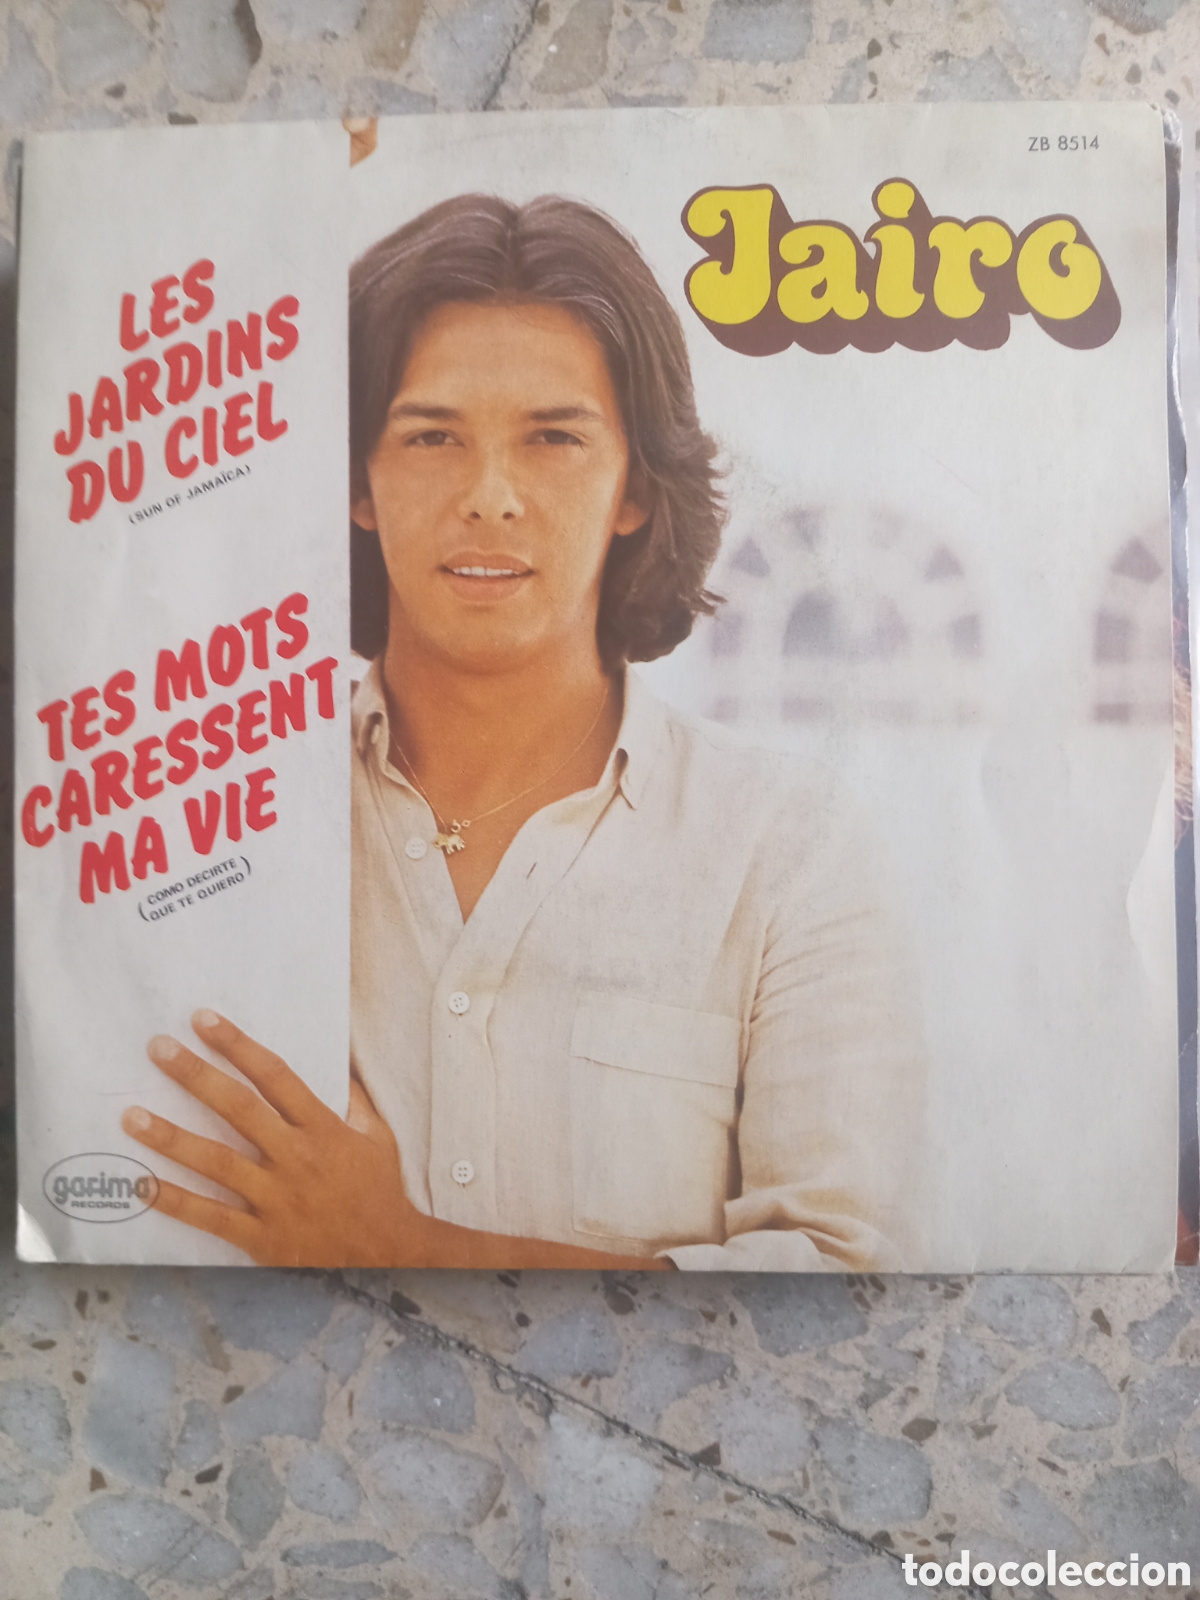 ZB 8514
Jairo
LES
JARDINS
DU CIEL
(SUN OF JAMAÏCA)
TES MOTS
CARESSENT
MA VIE
(COMO DECIRTE
QUE TE QUIERO)
garima
RECORDS
todocoleccion